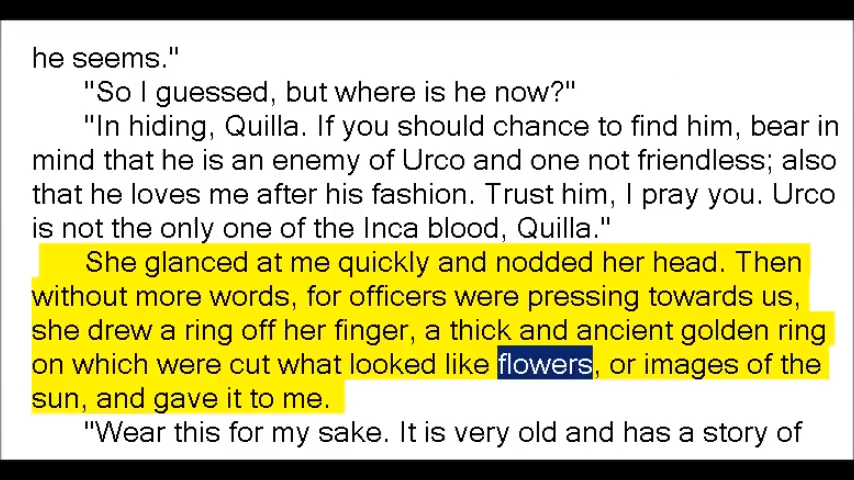 he seems."
"So I guessed, but where is he now?"
"In hiding, Quilla. If you should chance to find him, bear in
mind that he is an enemy of Urco and one not friendless; also
that he loves me after his fashion. Trust him, I pray you. Urco
is not the only one of the Inca blood, Quilla."
She glanced at me quickly and nodded her head. Then
without more words, for officers were pressing towards us,
she drew a ring off her finger, a thick and ancient golden ring
on which were cut what looked like flowers, or images of the
sun, and gave it to me.
"Wear this for my sake. It is very old and has a story of